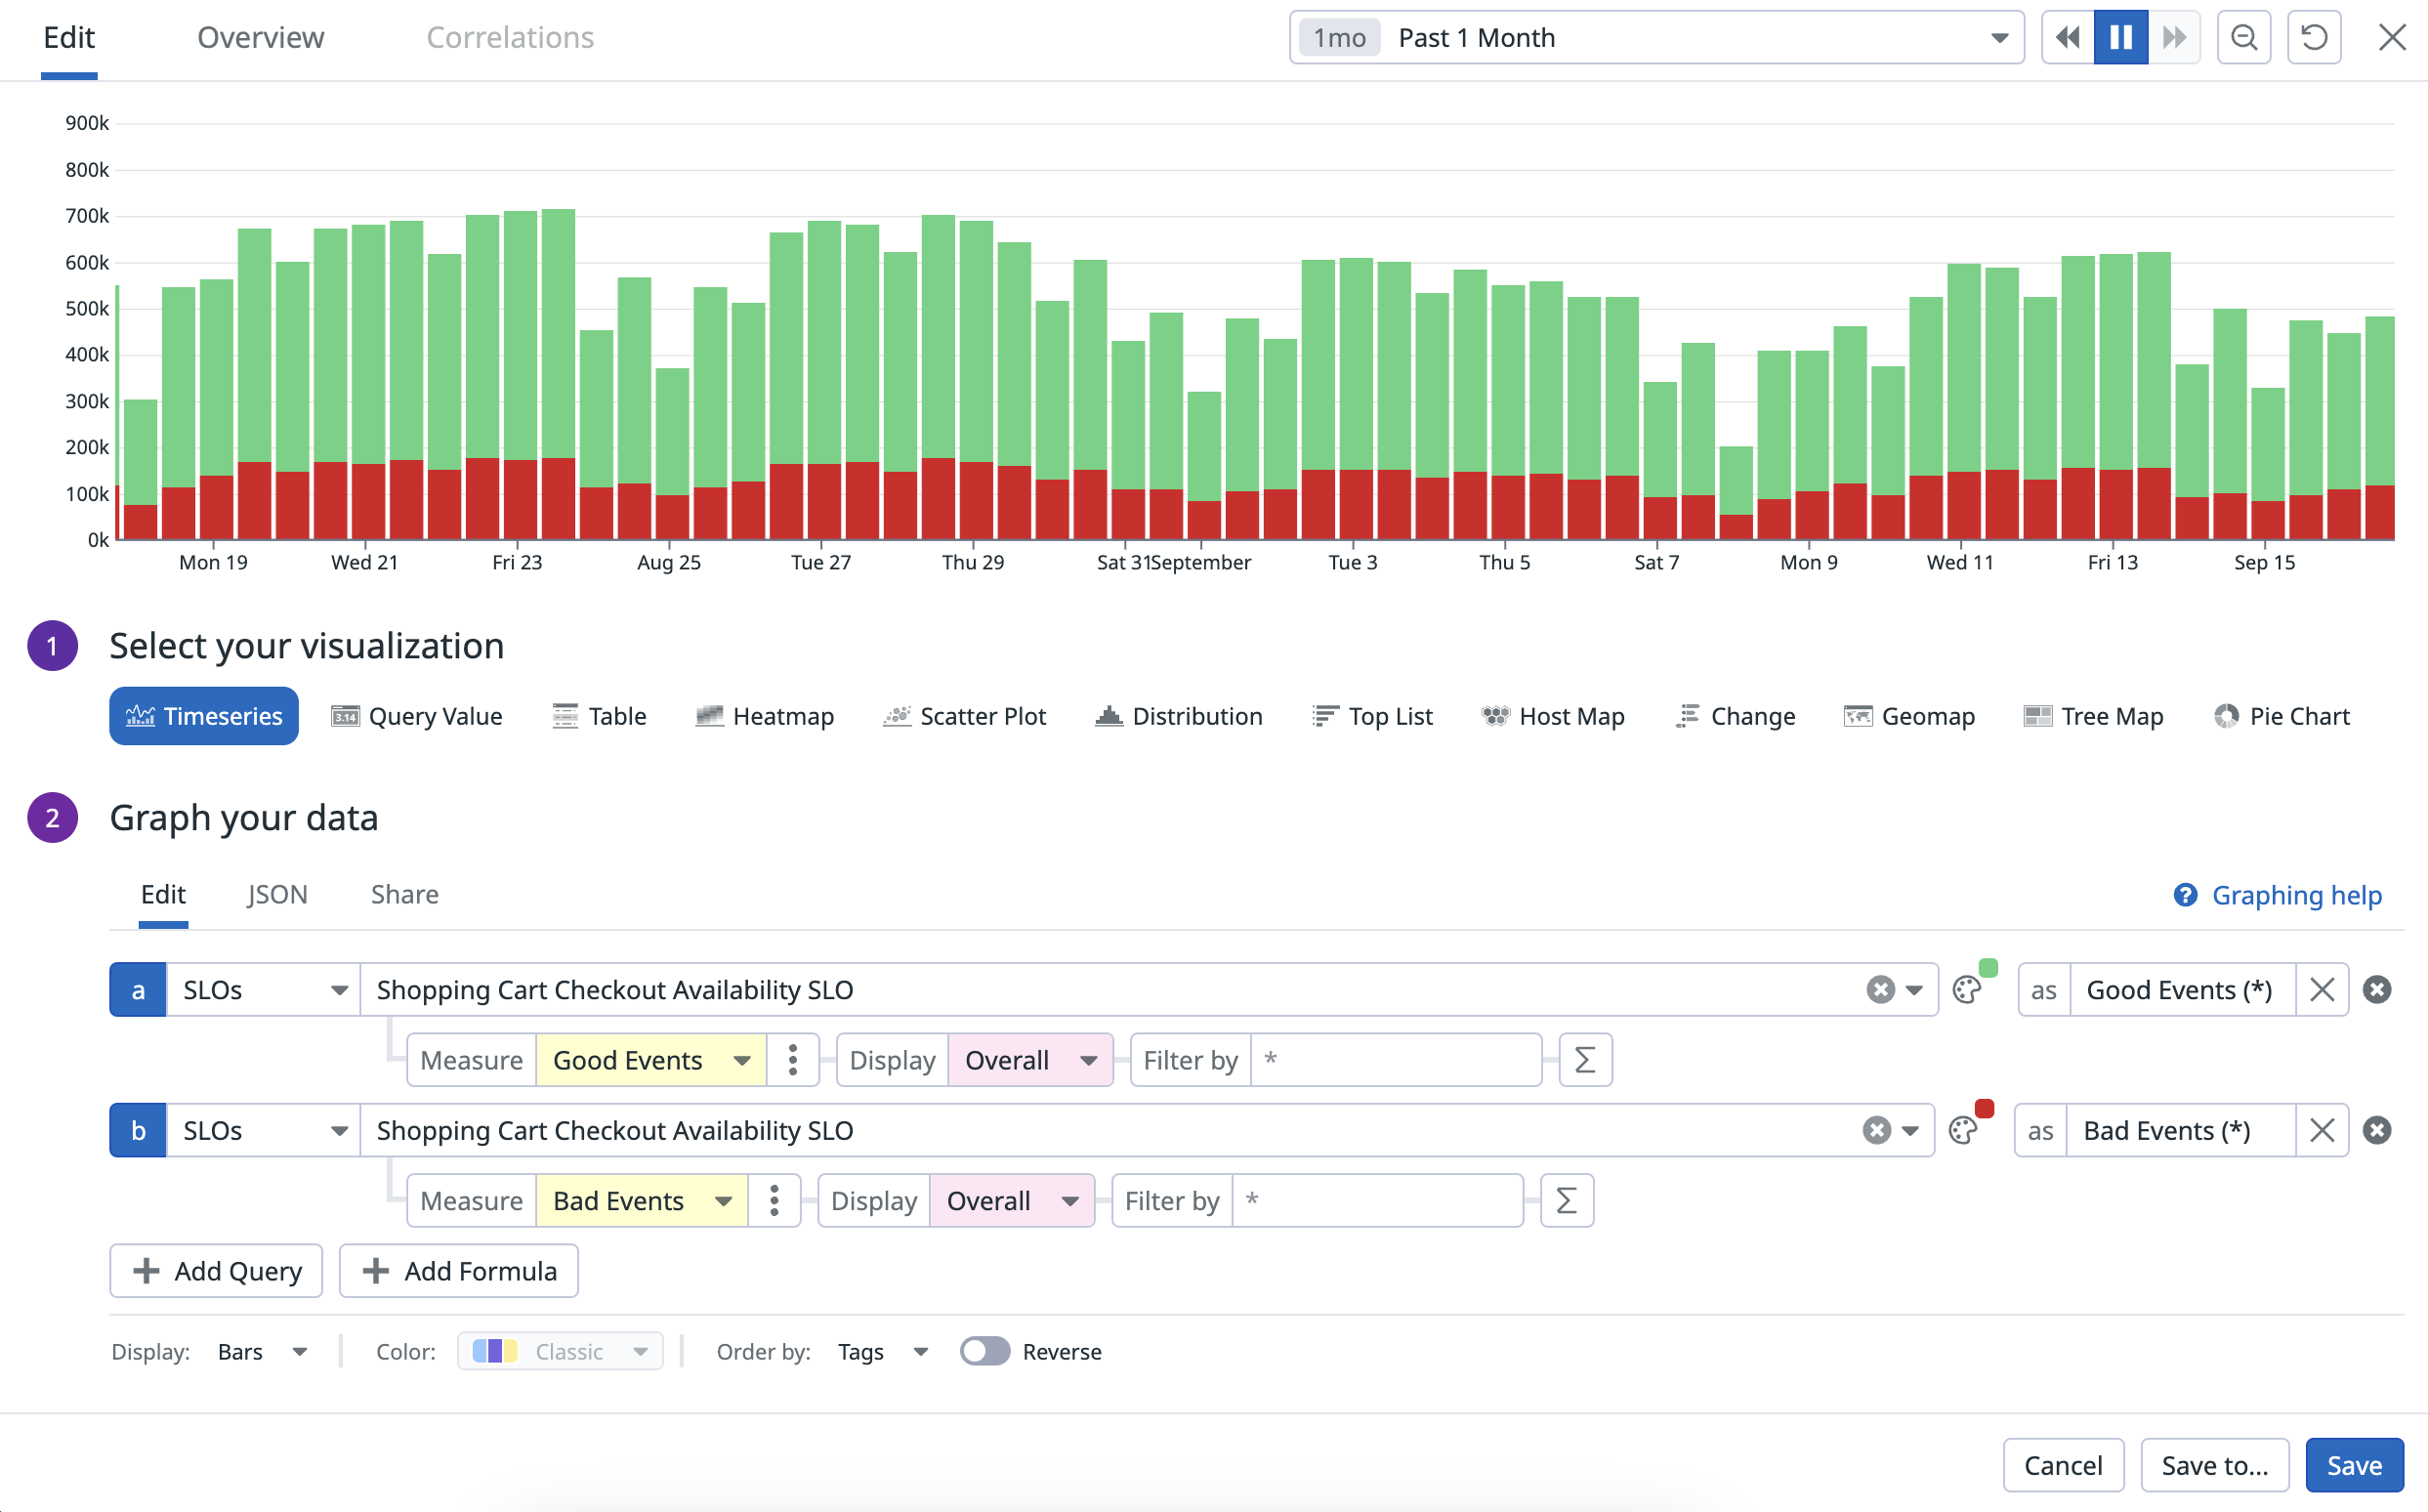 Edit Overview Correlations 1mo Past 1 Month
900k
800k
700k
600k
500k
400k
300k
200k
100k
0k
Mon 19 Wed 21 Fri 23 Aug 25 Tue 27 Thu 29 Sat 31 September Tue 3 Thu 5 Sat 7 Mon 9 Wed 11 Fri 13 Sep 15
1 Select your visualization
Timeseries 3.14 Query Value Table Heatmap Scatter Plot Distribution Top List Host Map Change Geomap Tree Map Pie Chart
2 Graph your data
Edit JSON Share ? Graphing help
a SLOs Shopping Cart Checkout Availability SLO as Good Events (*)
Measure Good Events Display Overall Filter by * Σ
b SLOs Shopping Cart Checkout Availability SLO as Bad Events (*)
Measure Bad Events Display Overall Filter by * Σ
+ Add Query + Add Formula
Display: Bars Color: Classic Order by: Tags Reverse
Cancel Save to... Save